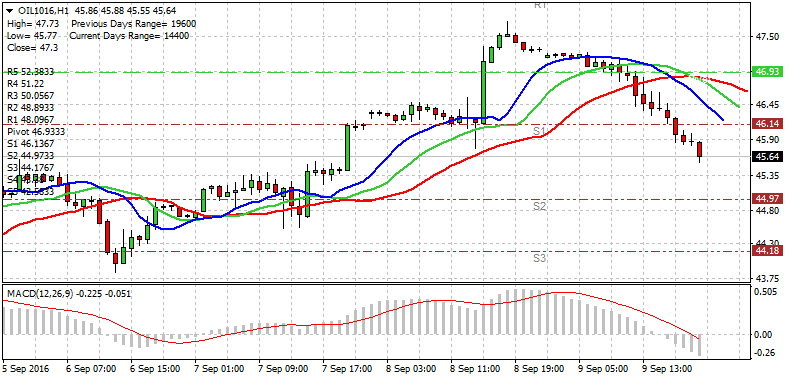 OIL1016,H1 45.86 45.88 45.55 45.64
High= 47.73 Previous Days Range= 19600
Low= 45.77 Current Days Range= 14400
Close= 47.3
R5 52.3833
R4 51.22
R3 50.0567
R2 48.8933
R1 48.0967
Pivot 46.9333
S1 46.1367
S2 44.9733
S3 44.1767
R1
S1
S2
S3
47.50
46.93
46.45
46.14
45.90
45.64
45.35
44.97
44.80
44.30
44.18
43.75
MACD(12,26,9) -0.225 -0.051
0.505
0.00
-0.26
5 Sep 2016
6 Sep 07:00
6 Sep 15:00
7 Sep 01:00
7 Sep 09:00
7 Sep 17:00
8 Sep 03:00
8 Sep 11:00
8 Sep 19:00
9 Sep 05:00
9 Sep 13:00